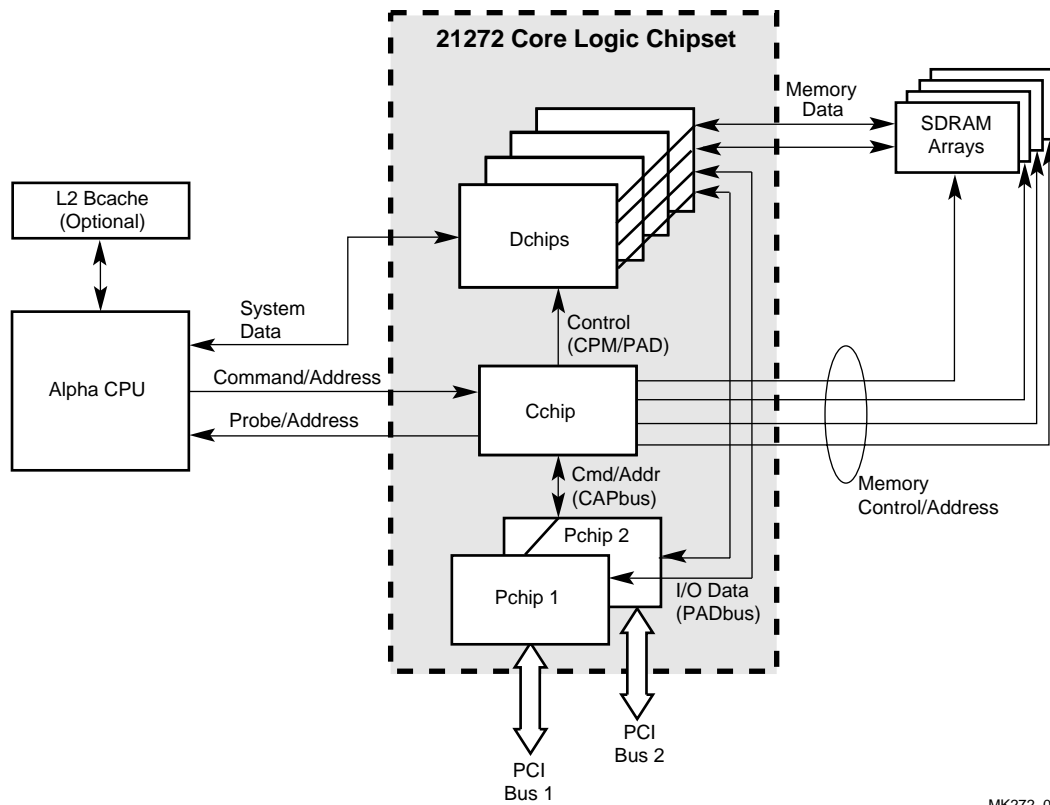 21272 Core Logic Chipset
Memory
Data
SDRAM
Arrays
L2 Bcache
(Optional)
Dchips
System
Data
Control
(CPM/PAD)
Alpha CPU
Command/Address
Cchip
Probe/Address
Cmd/Addr
(CAPbus)
Memory
Control/Address
Pchip 2
Pchip 1
I/O Data
(PADbus)
PCI
Bus 2
PCI
Bus 1